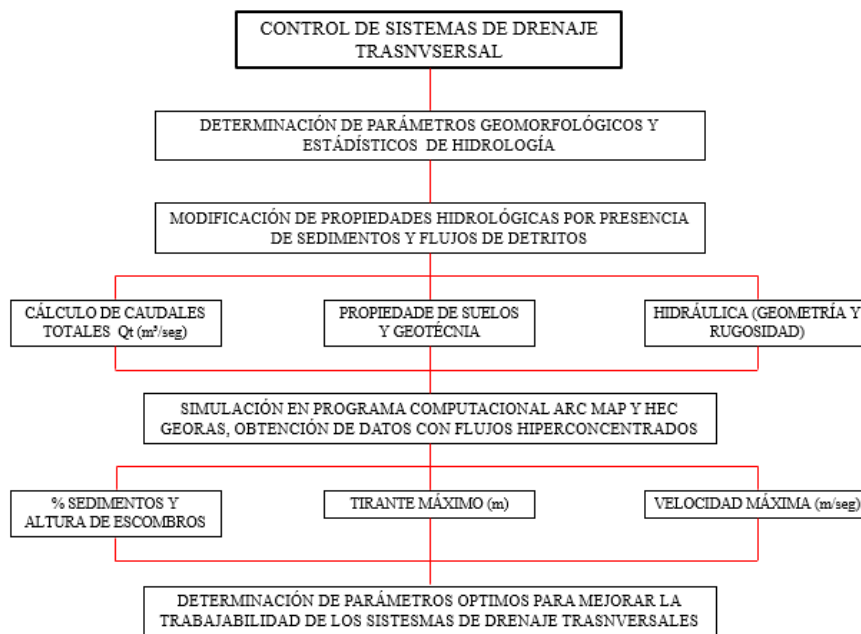 CONTROL DE SISTEMAS DE DRENAJE
TRASNVSERSAL
DETERMINACIÓN DE PARÁMETROS GEOMORFOLÓGICOS Y
ESTÁDÍSTICOS DE HIDROLOGÍA
MODIFICACIÓN DE PROPIEDADES HIDROLÓGICAS POR PRESENCIA
DE SEDIMENTOS Y FLUJOS DE DETRITOS
CÁLCULO DE CAUDALES
TOTALES Qt (m³/seg)
PROPIEDADE DE SUELOS
Y GEOTÉCNIA
HIDRÁULICA (GEOMETRÍA Y
RUGOSIDAD)
SIMULACIÓN EN PROGRAMA COMPUTACIONAL ARC MAP Y HEC
GEORAS, OBTENCIÓN DE DATOS CON FLUJOS HIPERCONCENTRADOS
% SEDIMENTOS Y
ALTURA DE ESCOMBROS
TIRANTE MÁXIMO (m)
VELOCIDAD MÁXIMA (m/seg)
DETERMINACIÓN DE PARÁMETROS OPTIMOS PARA MEJORAR LA
TRABAJABILIDAD DE LOS SISTESMAS DE DRENAJE TRASNVERSALES